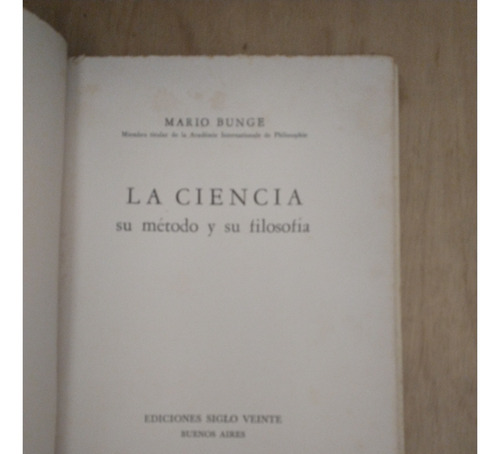 MARIO BUNGE
Miembro titular de la Académie Internationale de Philosophie
LA CIENCIA
su método y su filosofía
EDICIONES SIGLO VEINTE
BUENOS AIRES